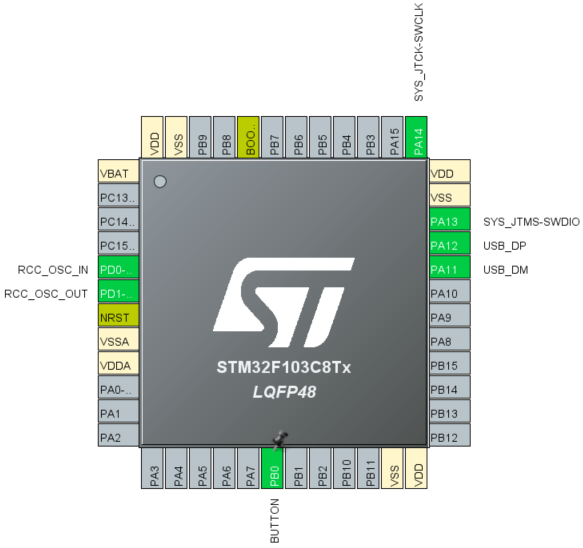 SYS_JTCK-SWCLK
VDD
VSS
PB9
PB8
BOO..
PB7
PB6
PB5
PB4
PB3
PA15
PA14
VBAT
PC13..
PC14..
PC15..
RCC_OSC_IN PD0-..
RCC_OSC_OUT PD1-..
NRST
VSSA
VDDA
PA0-..
PA1
PA2
VDD
VSS
PA13 SYS_JTMS-SWDIO
PA12 USB_DP
PA11 USB_DM
PA10
PA9
PA8
PB15
PB14
PB13
PB12
ST
STM32F103C8Tx
LQFP48
PA3
PA4
PA5
PA6
PA7
PB0
PB1
PB2
PB10
PB11
VSS
VDD
BUTTON